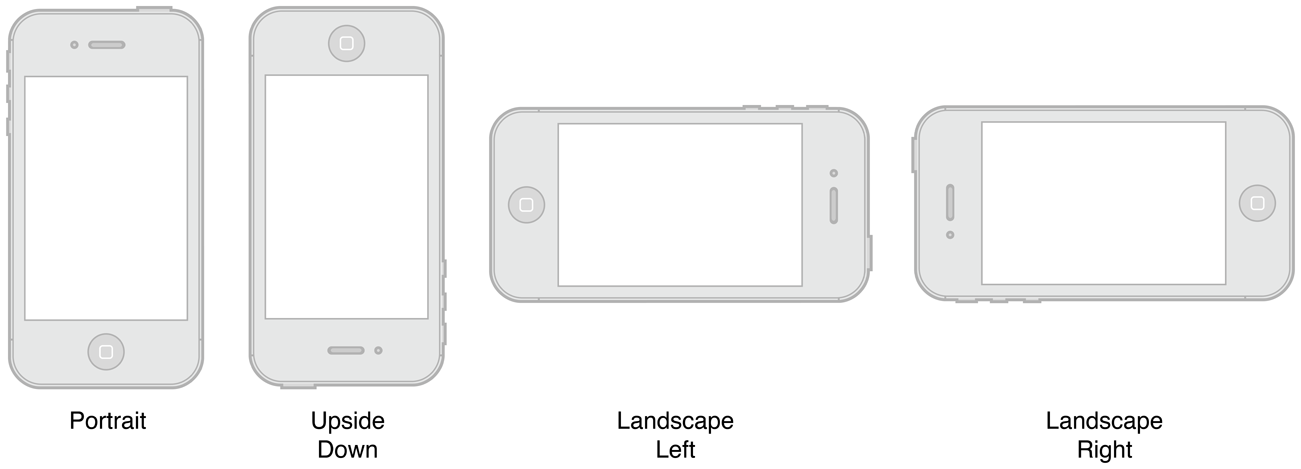 Portrait
Upside
Down
Landscape
Left
Landscape
Right